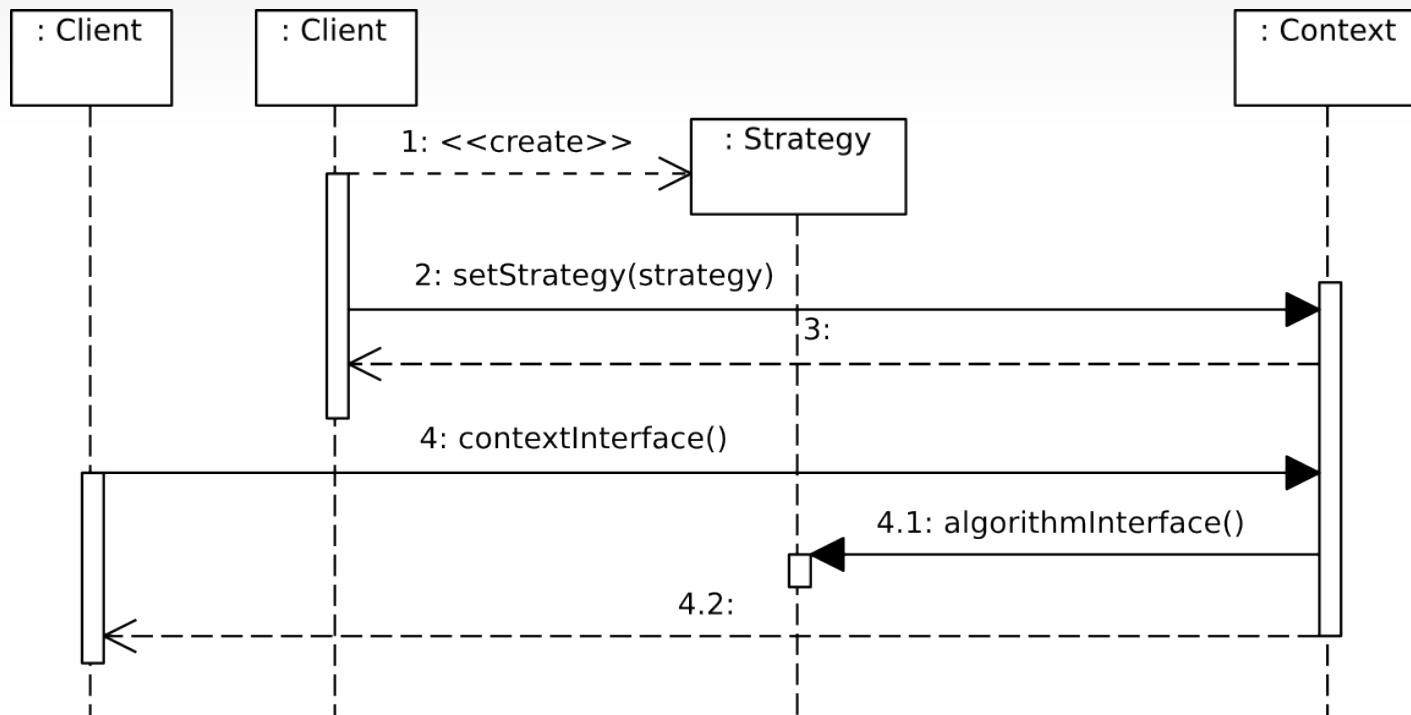 : Client
: Client
: Context
1: <<create>>
: Strategy
2: setStrategy(strategy)
3:
4: contextInterface()
4.1: algorithmInterface()
4.2: